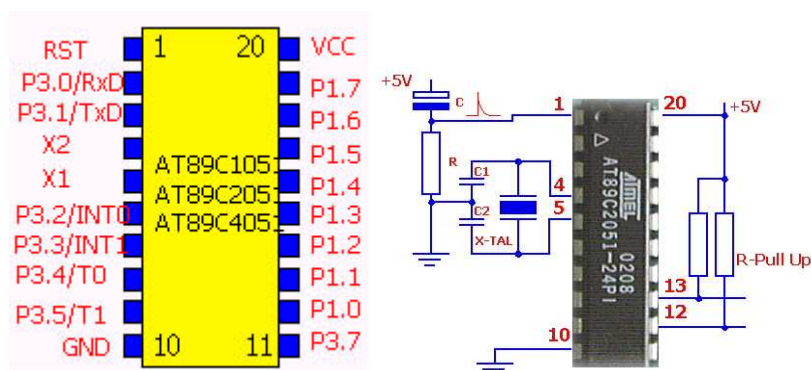 RST 1 20 VCC
P3.0/RxD P1.7
P3.1/TxD P1.6
X2 P1.5
X1 AT89C1051 P1.4
AT89C2051
P3.2/INT0 AT89C4051 P1.3
P3.3/INT1 P1.2
P3.4/T0 P1.1
P3.5/T1 P1.0
GND 10 11 P3.7
+5V
C
1 20
+5V
R
C1
4
C2
5
X-TAL
ATMEL
AT89C2051-24PI
0208
R-Pull Up
13
12
10